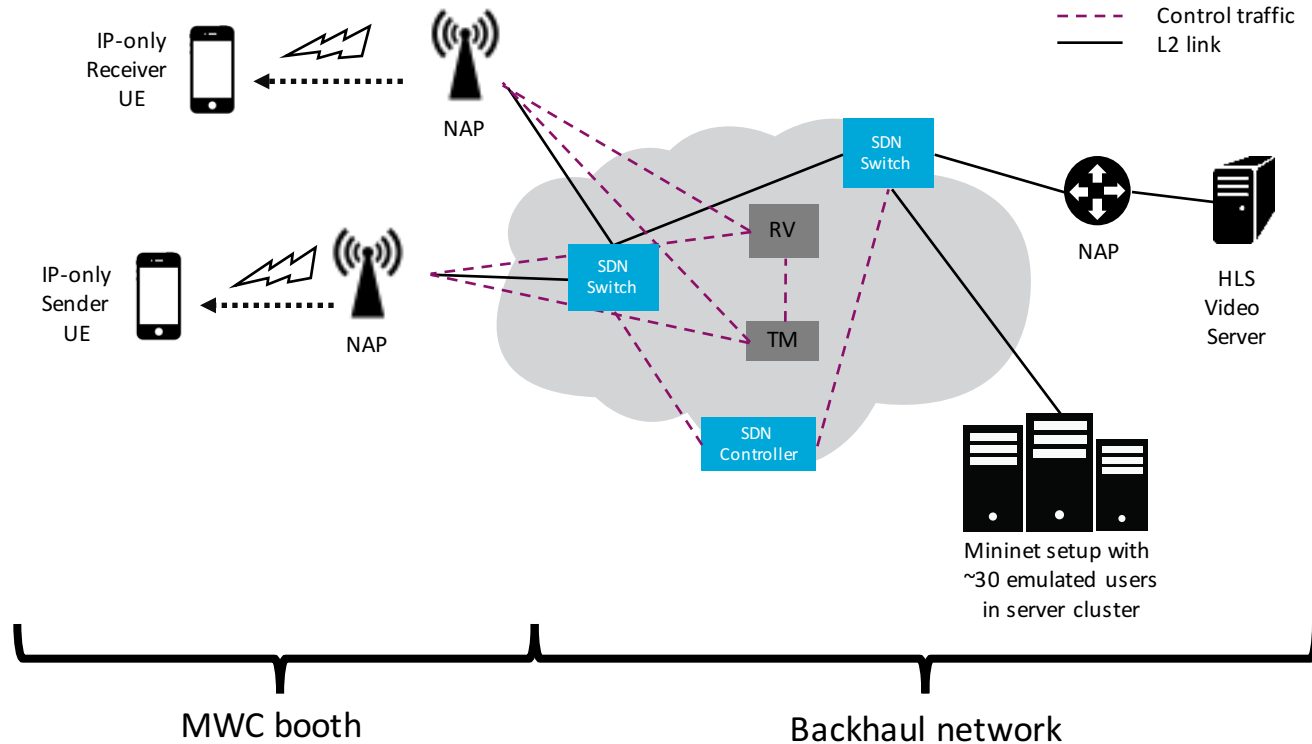 Control traffic
L2 link
IP-only
Receiver
UE
NAP
SDN
Switch
RV
NAP
HLS
Video
Server
IP-only
Sender
UE
NAP
SDN
Switch
TM
SDN
Controller
Mininet setup with
~30 emulated users
in server cluster
MWC booth
Backhaul network